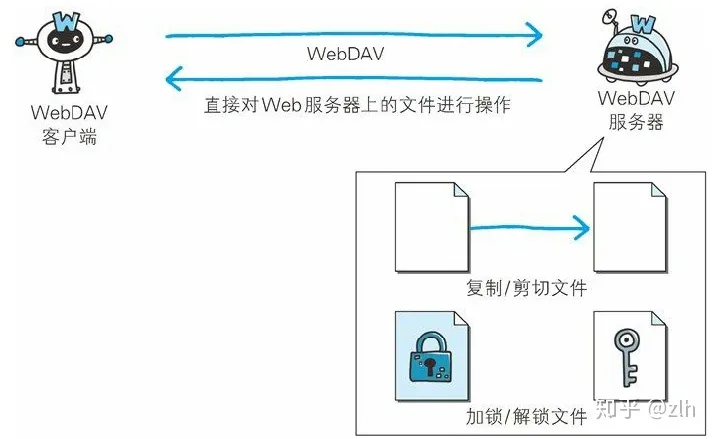 W
W
WebDAV
WebDAV
客户端
直接对Web服务器上的文件进行操作
WebDAV
服务器
复制/剪切文件
加锁/解锁文件
知乎 @zlh